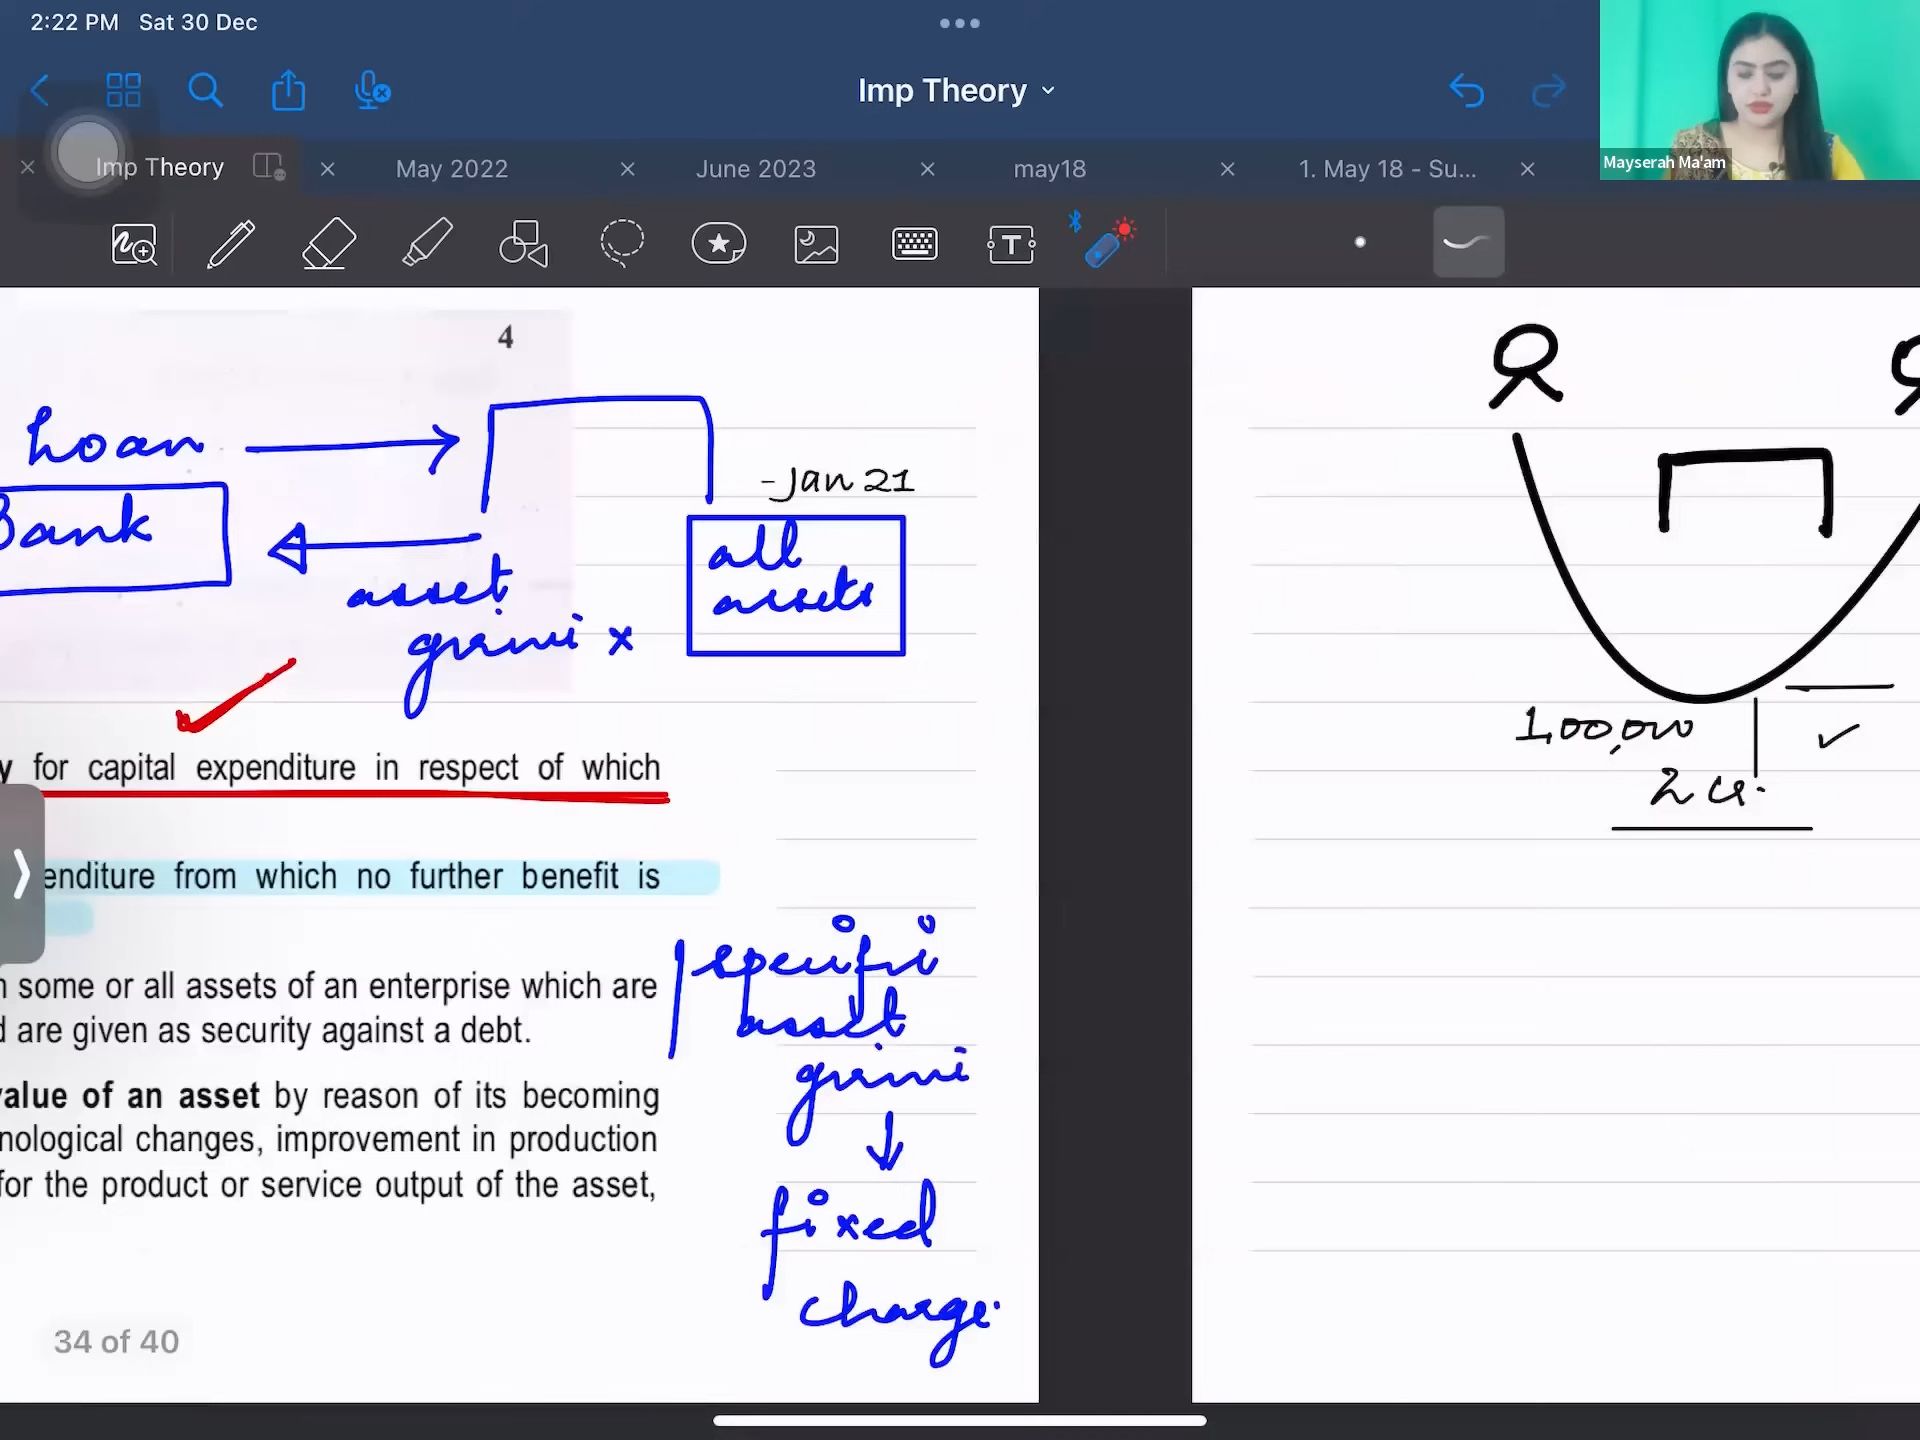 2:22 PM Sat 30 Dec
Imp Theory
Mayserah Ma'am
Imp Theory
May 2022
June 2023
may18
1. May 18 - Su...
T
4
Loan
Bank
asset
x
- Jan 21
all
assets
y for capital expenditure in respect of which
enditure from which no further benefit is
n some or all assets of an enterprise which are
d are given as security against a debt.
value of an asset by reason of its becoming
nological changes, improvement in production
for the product or service output of the asset,
asset
fixed
charge.
34 of 40
1,00,000
2 cr.